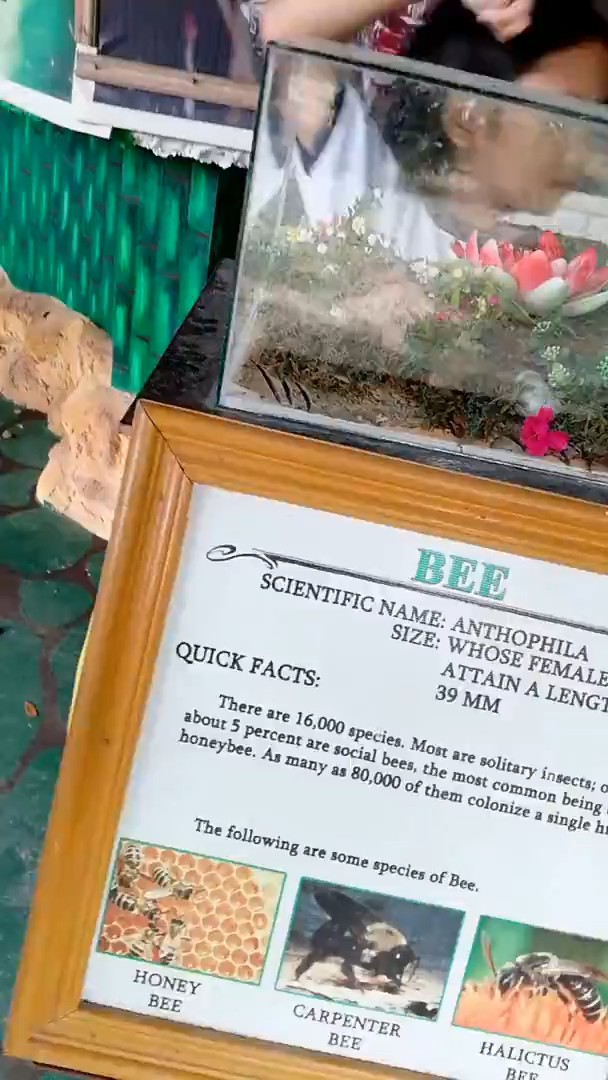 BEE
SCIENTIFIC NAME: ANTHOPHILA
SIZE: WHOSE FEMALE
ATTAIN A
39 MM
QUICK FACTS:
There are 16,000 species. Most are solitary insects;
about 5 percent are social bees, the most common being
honeybee. As many as 80,000 of them colonize a single
The following are some species of Bee.
HONEY
BEE
CARPENTER
BEE
HALICTUS
BEE